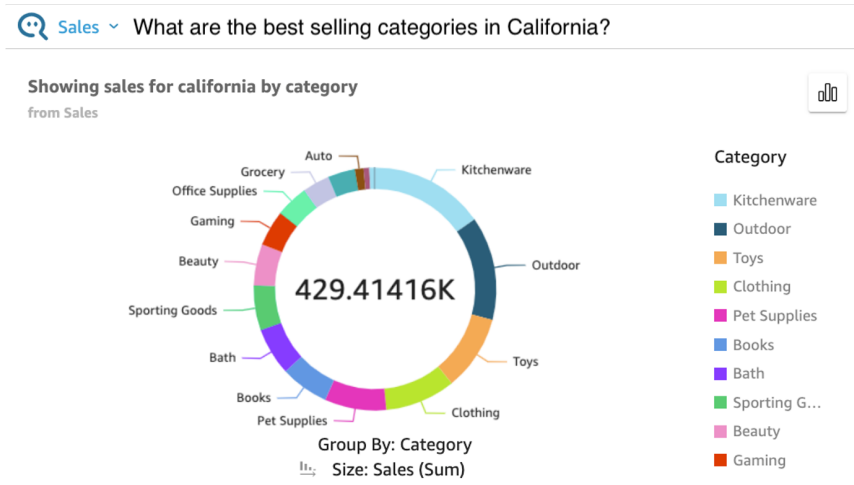 Sales What are the best selling categories in California?
Showing sales for california by category
from Sales
Auto
Grocery
Office Supplies
Gaming
Beauty
Sporting Goods
Bath
Books
Pet Supplies
Clothing
Toys
Outdoor
Kitchenware
429.41416K
Group By: Category
Size: Sales (Sum)
Category
Kitchenware
Outdoor
Toys
Clothing
Pet Supplies
Books
Bath
Sporting G...
Beauty
Gaming